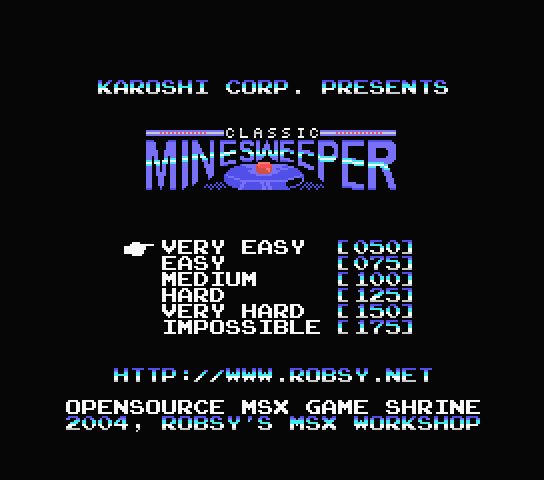 KAROSHI CORP. PRESENTS
CLASSIC
MINESWEEPER
VERY EASY [050]
EASY [075]
MEDIUM [100]
HARD [125]
VERY HARD [150]
IMPOSSIBLE [175]
HTTP://WWW.ROBSY.NET
OPENSOURCE MSX GAME SHRINE
2004, ROBSY'S MSX WORKSHOP